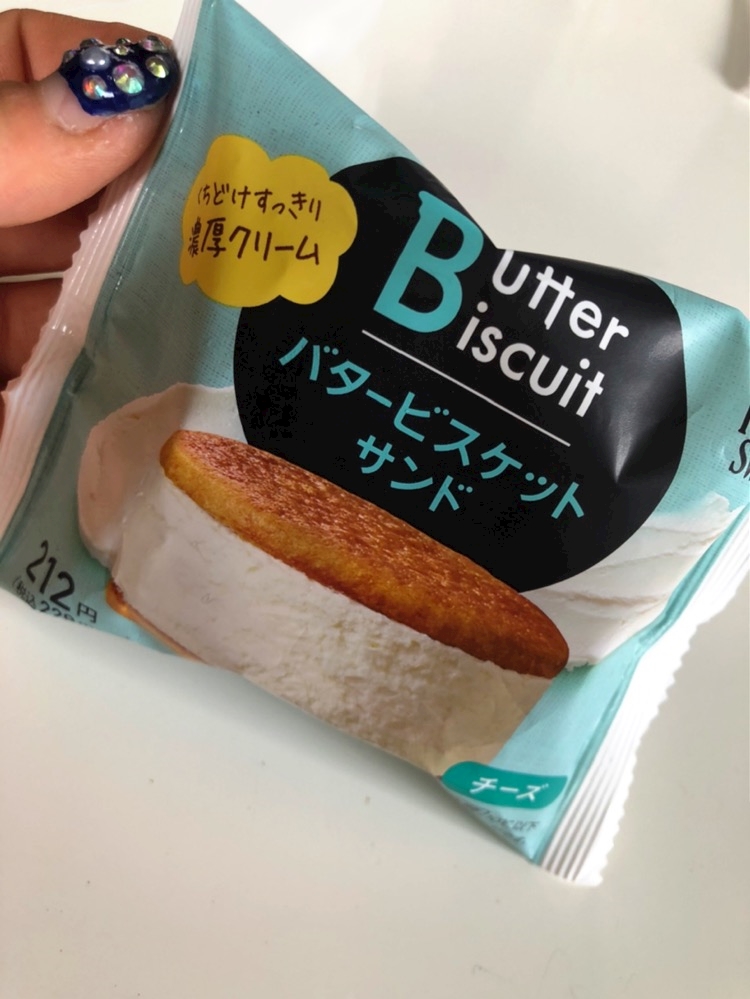 くちどけすっきり
濃厚クリーム
Butter
Biscuit
バタービスケット
サンド
212円
チーズ